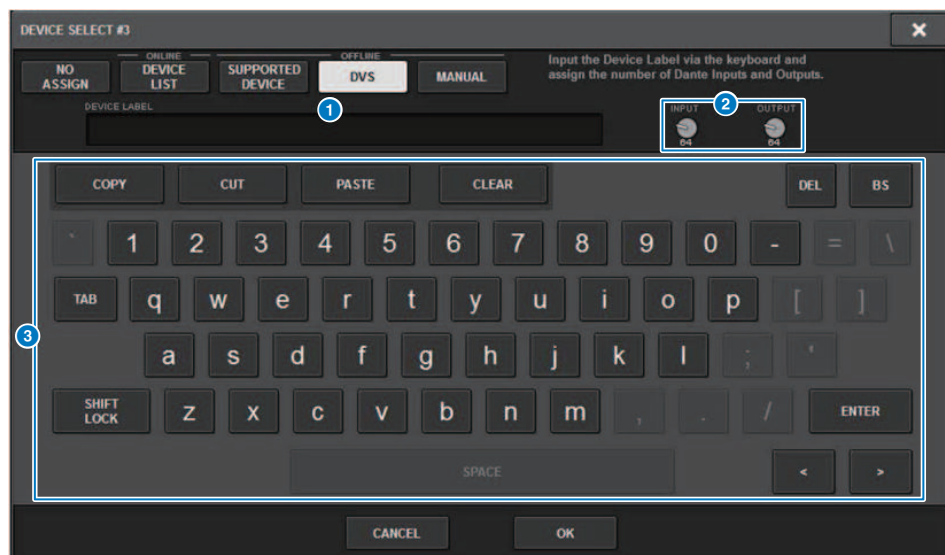 DEVICE SELECT #3
ONLINE OFFLINE
NO ASSIGN DEVICE LIST SUPPORTED DEVICE DVS MANUAL
Input the Device Label via the keyboard and
assign the number of Dante Inputs and Outputs.
1
DEVICE LABEL
INPUT 2 OUTPUT
64 64
COPY CUT PASTE CLEAR DEL BS
` 1 2 3 4 5 6 7 8 9 0 - = \
TAB q w e r t y u i o p [ ]
3
a s d f g h j k l ; '
SHIFT LOCK z x c v b n m , . / ENTER
SPACE < >
CANCEL OK